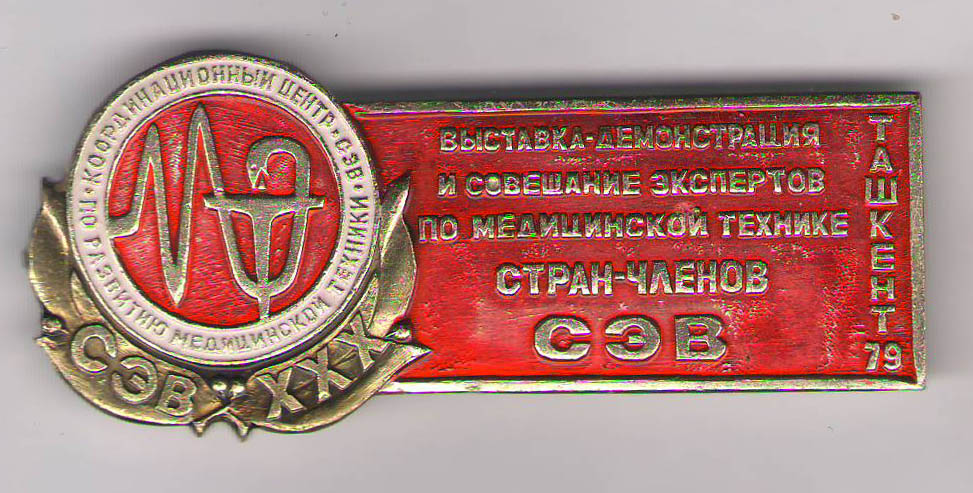 КООРДИНАЦИОННЫЙ ЦЕНТР·СЭВ·
ПО РАЗВИТИЮ МЕДИЦИНСКОЙ ТЕХНИКИ·
СЭВ XXX
ВЫСТАВКА-ДЕМОНСТРАЦИЯ
И СОВЕЩАНИЕ ЭКСПЕРТОВ
ПО МЕДИЦИНСКОЙ ТЕХНИКЕ
СТРАН-ЧЛЕНОВ
СЭВ
ТАШКЕНТ
79